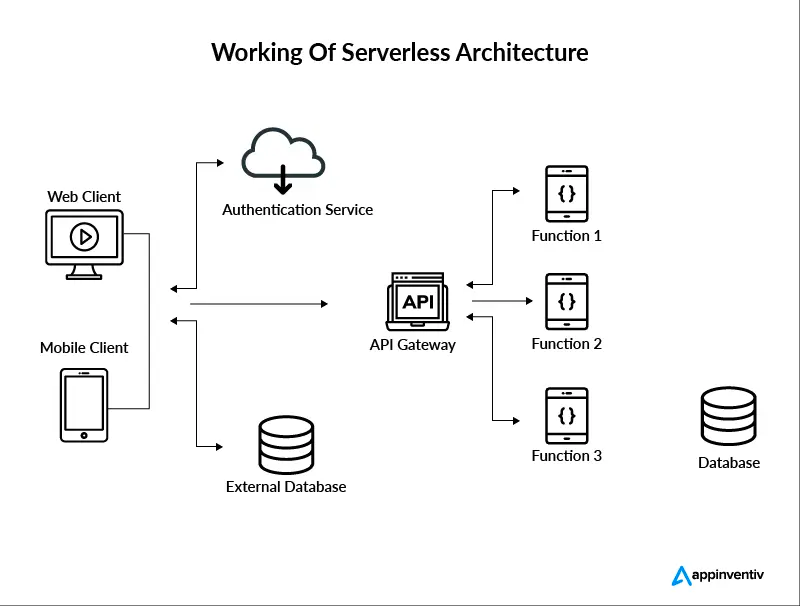 Working Of Serverless Architecture
Web Client
Authentication Service
Mobile Client
External Database
API
API Gateway
{ }
Function 1
{ }
Function 2
{ }
Function 3
Database
appinventiv